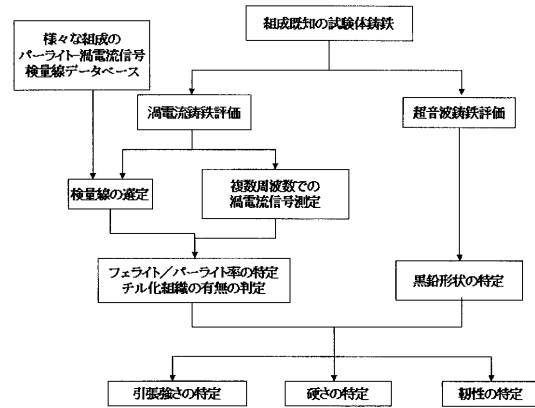 組成既知の試験体鋳鉄
様々な組成の
パーライト-渦電流信号
検量線データベース
渦電流鋳鉄評価
超音波鋳鉄評価
検量線の選定
複数周波数での
渦電流信号測定
フェライト/パーライト率の特定
チル化組織の有無の判定
黒鉛形状の特定
引張強さの特定
硬さの特定
靭性の特定